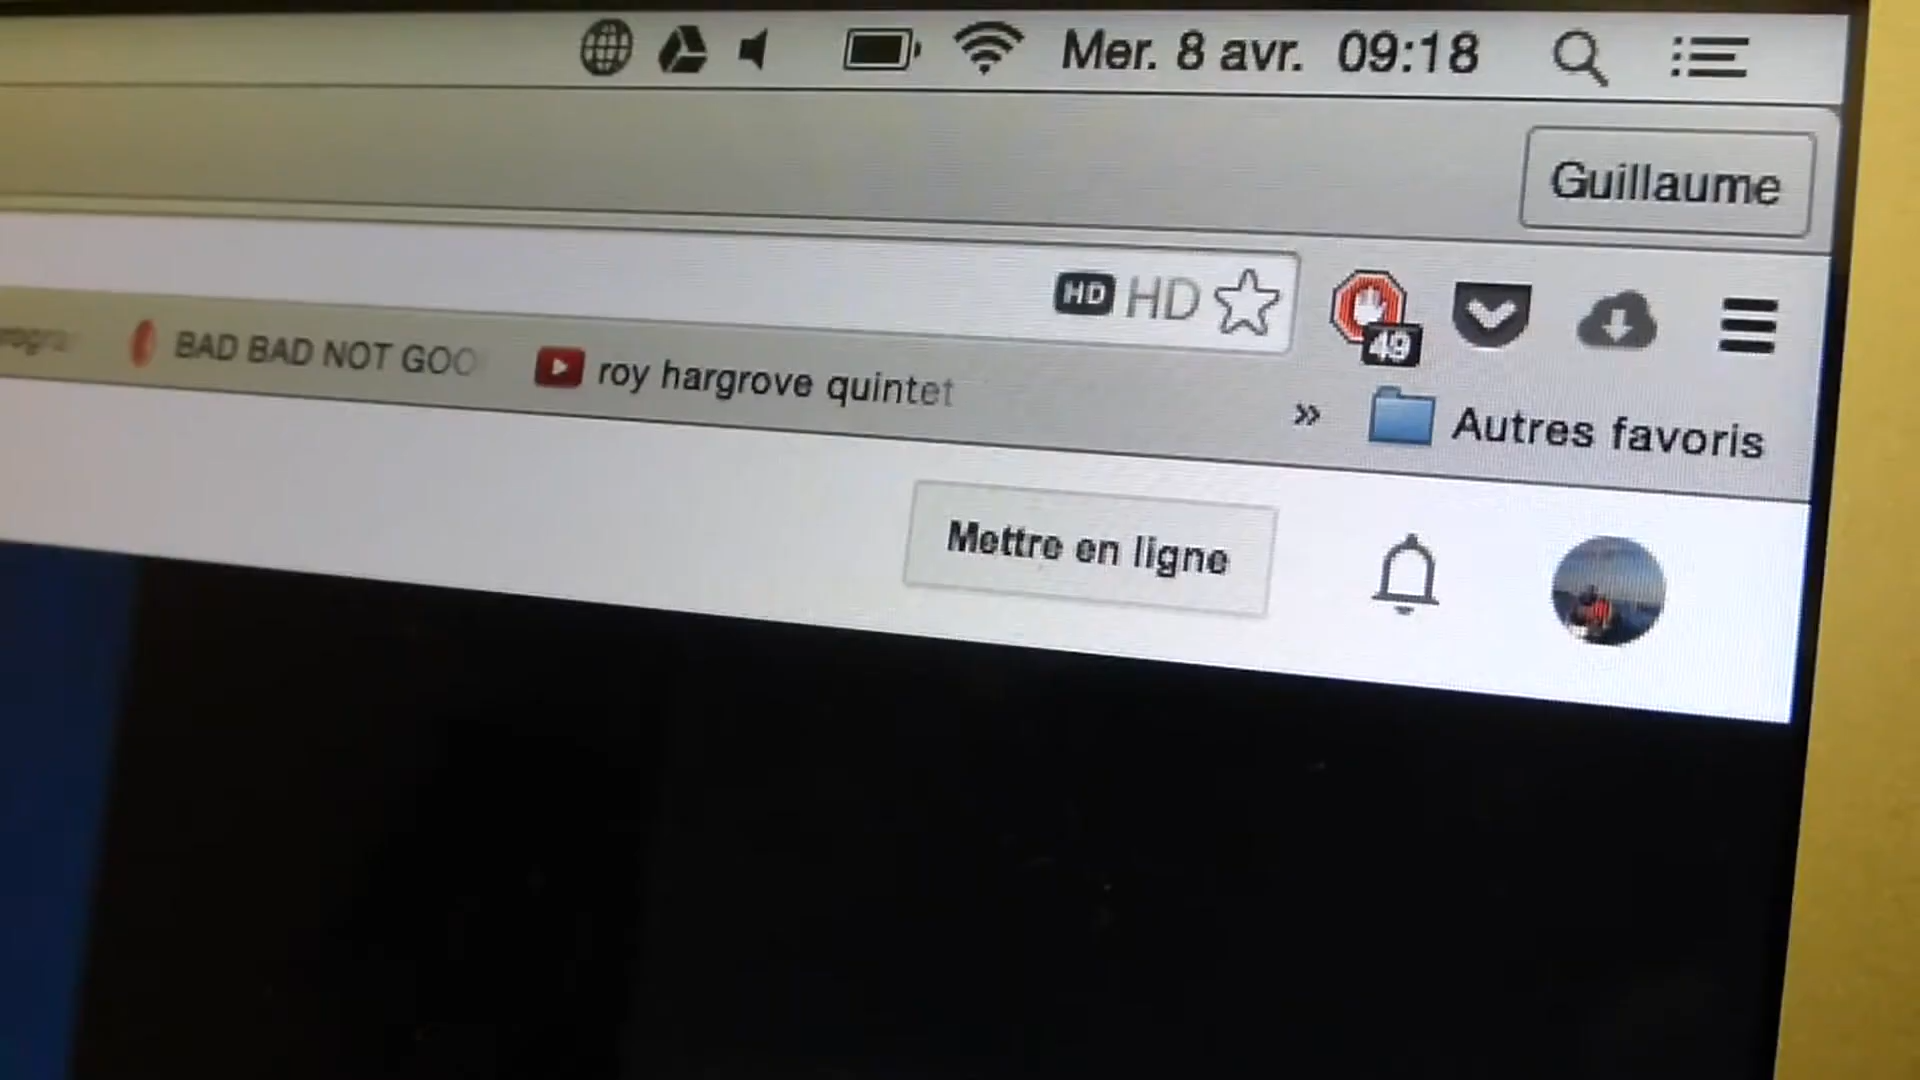 Mer. 8 avr. 09:18
Guillaume
HD HD
49
BAD BAD NOT GOO
roy hargrove quintet
» Autres favoris
Mettre en ligne